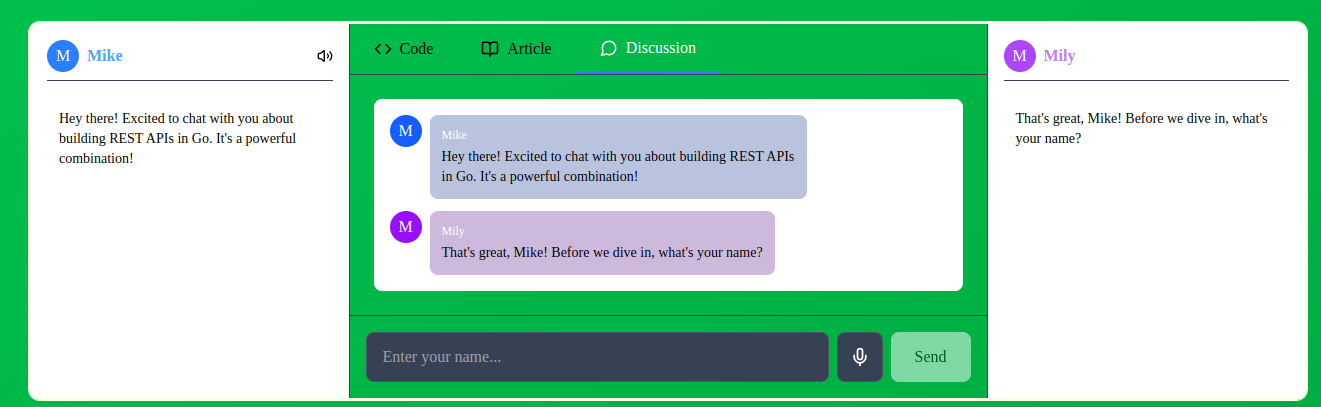 M Mike
Hey there! Excited to chat with you about
building REST APIs in Go. It's a powerful
combination!
Code Article Discussion
M
Mike
Hey there! Excited to chat with you about building REST APIs
in Go. It's a powerful combination!
M
Mily
That's great, Mike! Before we dive in, what's your name?
Enter your name... Send
M Mily
That's great, Mike! Before we dive in, what's
your name?